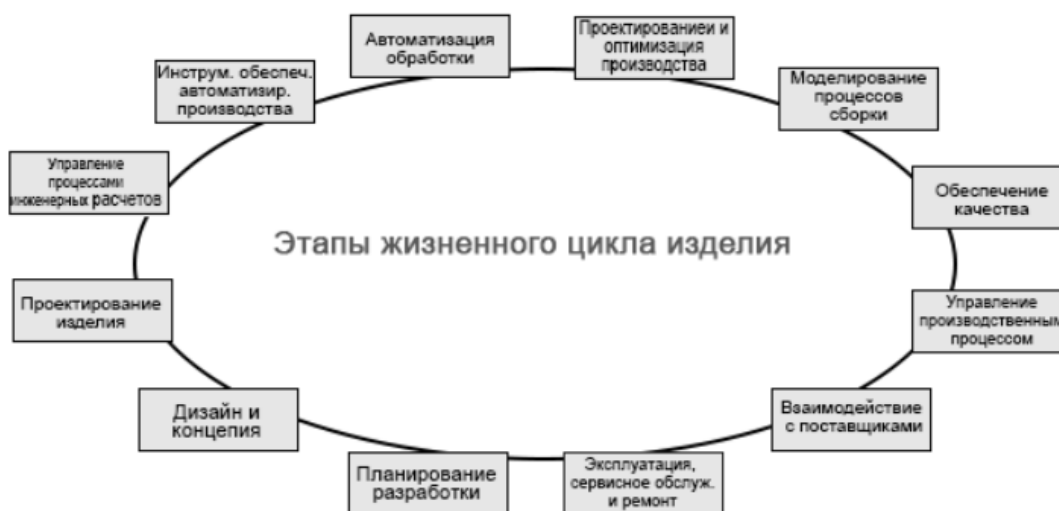 Автоматизация
обработки
Проектированиеи и
оптимизация
производства
Инструм. обеспеч.
автоматизир.
производства
Моделирование
процессов
сборки
Управление
процессами
инженерных расчетов
Обеспечение
качества
Этапы жизненного цикла изделия
Проектирование
изделия
Управление
производственным
процессом
Дизайн и
концепия
Взаимодействие
с поставщиками
Планирование
разработки
Эксплуатация,
сервисное обслуж.
и ремонт